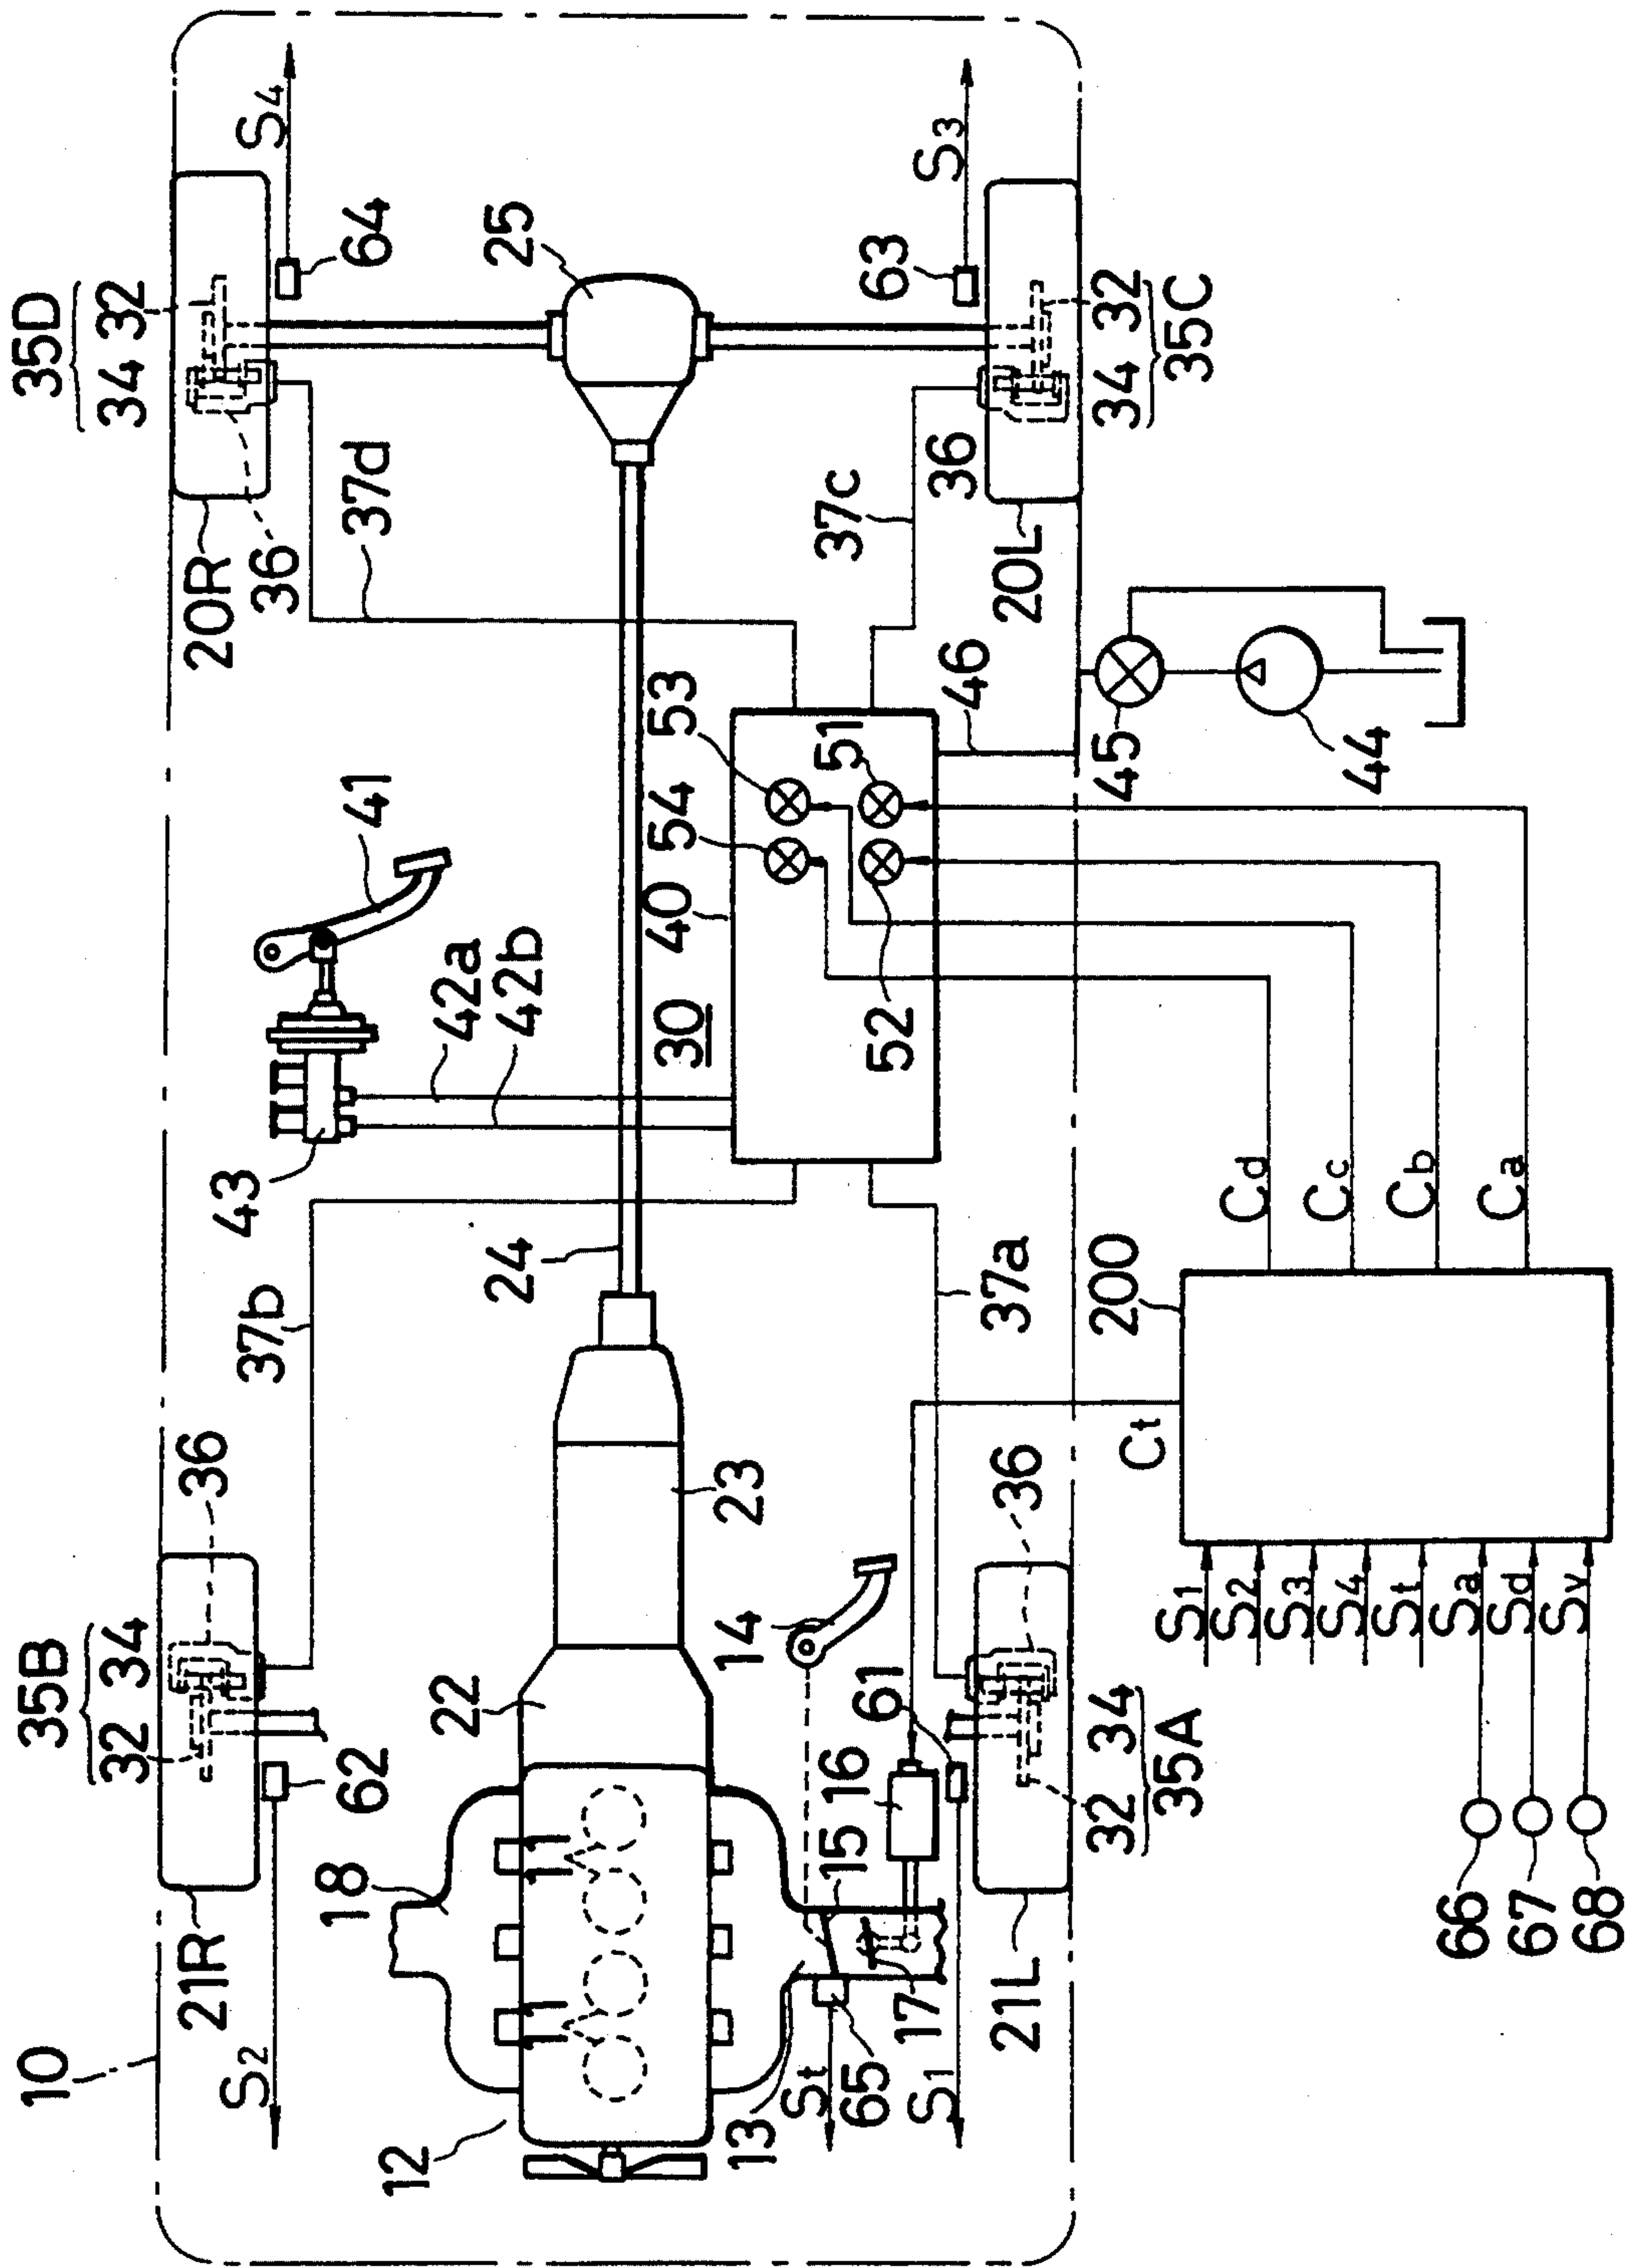 35D
34 32
S4
64
25
S3
63
32
34
35C
36
20R
36
37d
37c
20L
46
53
54
51
52
45
44
41
40
30
42a
42b
43
24
37b
37a
200
Cd
Cc
Cb
Ca
Ct
36
35B
32 34
62
23
22
14
61
16
15
36
34
32
35A
S1
S2
S3
S4
St
Sa
Sd
Sv
66
67
68
18
11
11
21R
21L
17
65
13
St
S1
S2
10
12